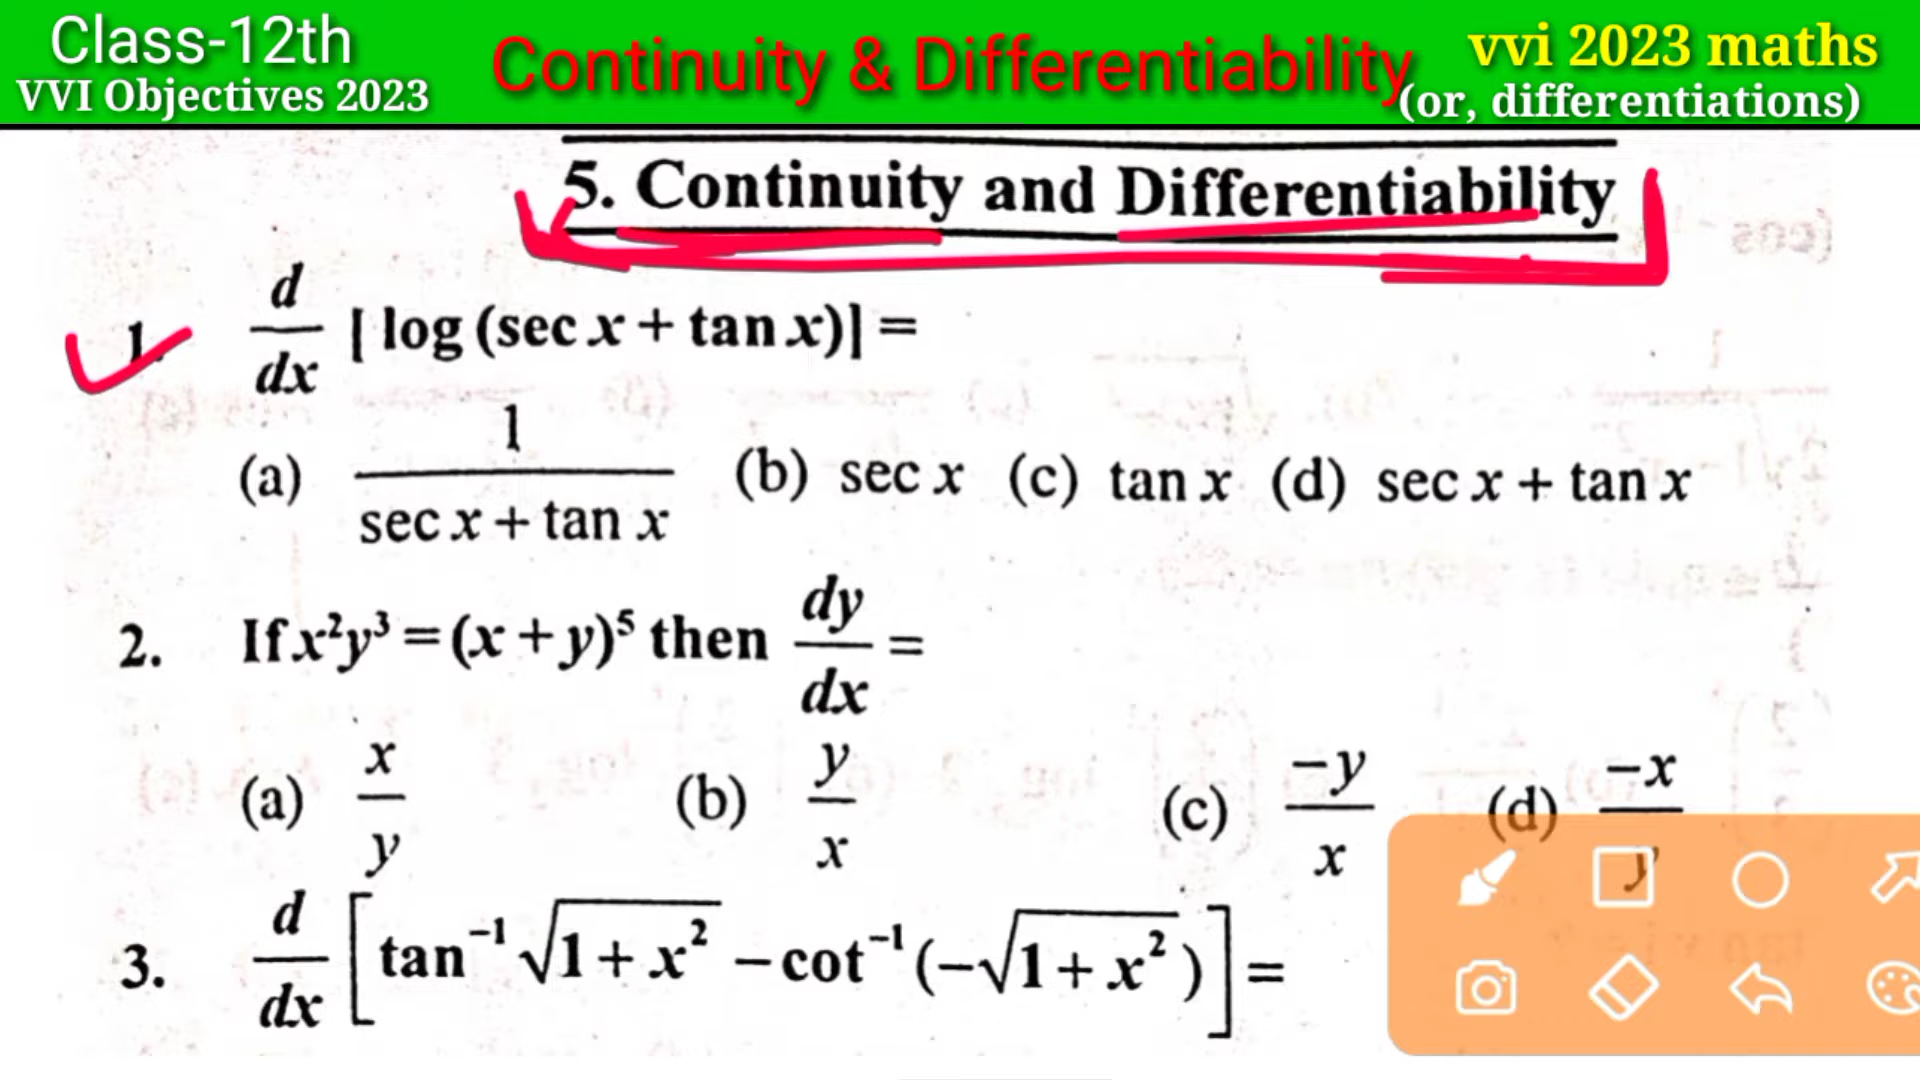 Class-12th
VVI Objectives 2023
Continuity & Differentiability
vvi 2023 maths
(or, differentiations)
5. Continuity and Differentiability
1. d/dx [log (sec x + tan x)] =
(a) 1/(sec x + tan x) (b) sec x (c) tan x (d) sec x + tan x
2. If x²y³ = (x + y)⁵ then dy/dx =
(a) x/y (b) y/x (c) -y/x (d) -x/y
3. d/dx [tan⁻¹ √(1 + x²) - cot⁻¹ (-√(1 + x²))] =